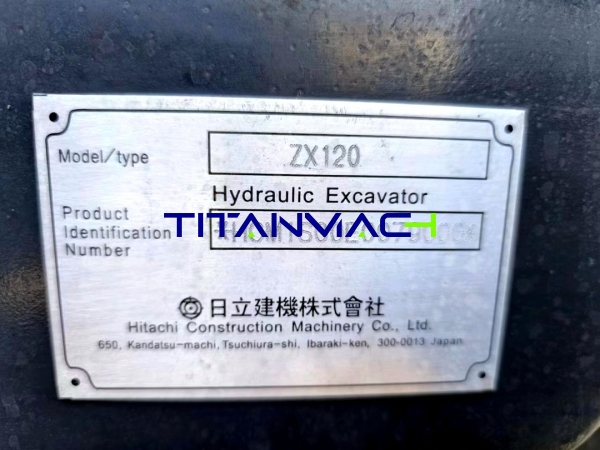 Model/type ZX120
Hydraulic Excavator
TITANMACH
Product
Identification
Number
日立建機株式會社
Hitachi Construction Machinery Co., Ltd.
650, Kandatsu-machi, Tsuchiura-shi, Ibaraki-ken, 300-0013 Japan